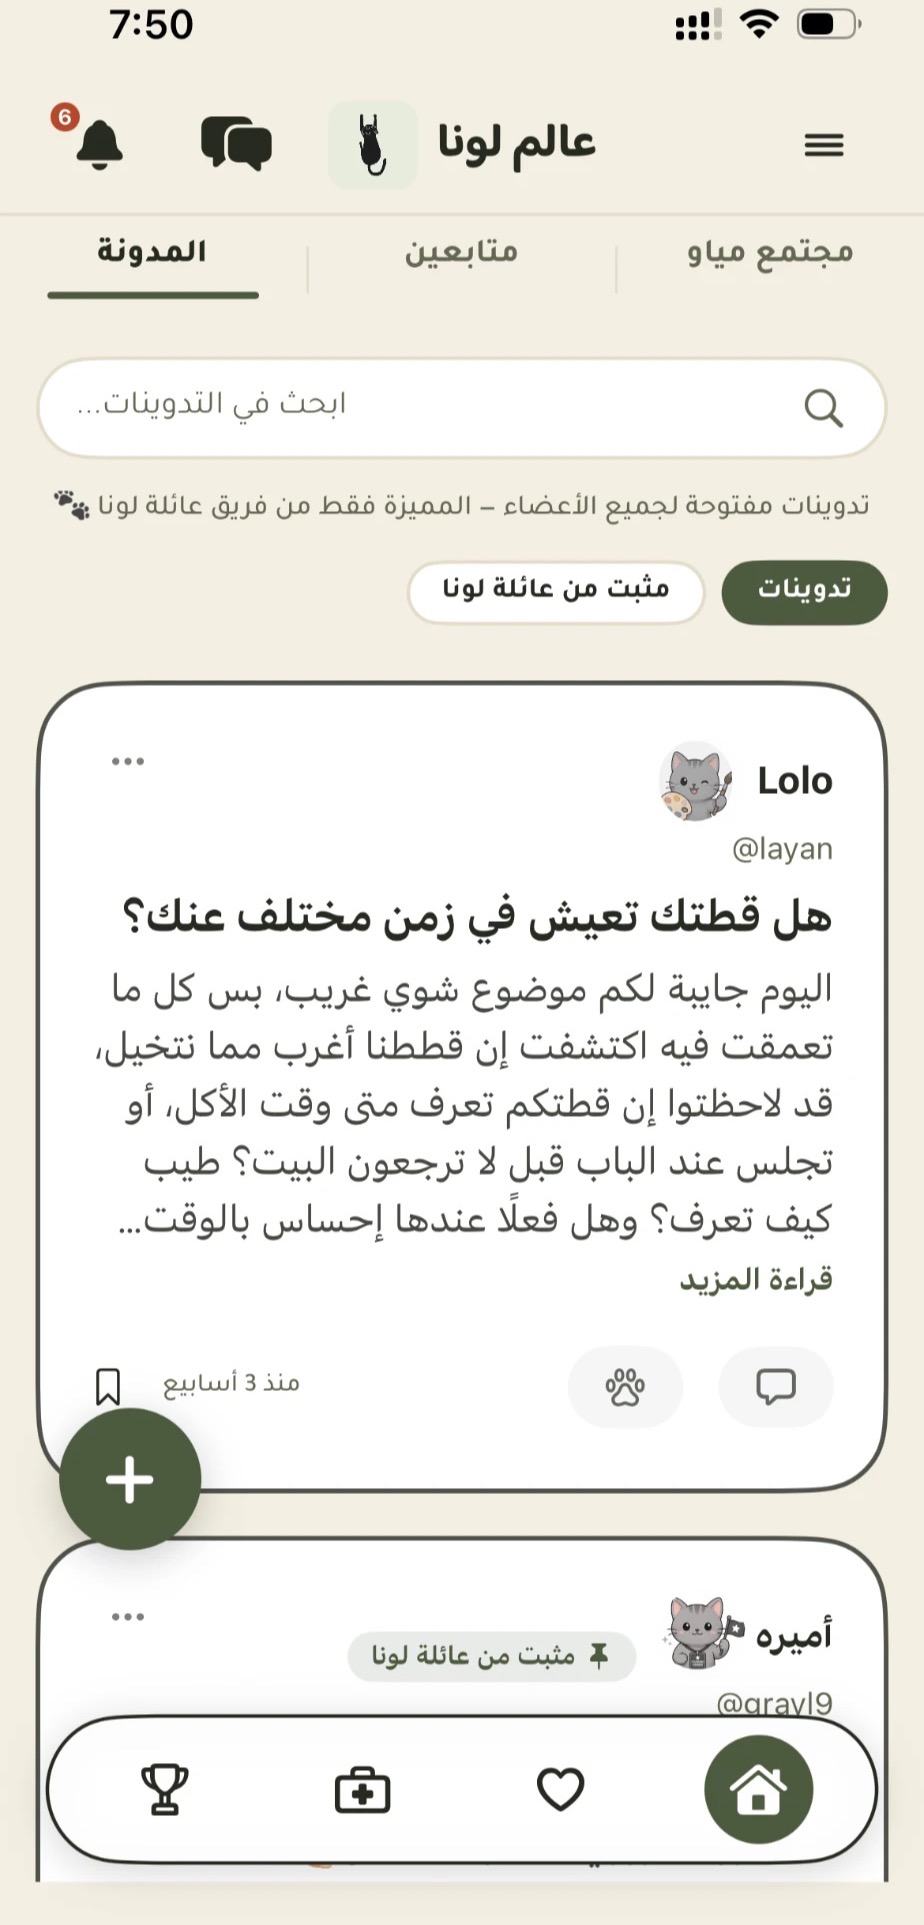 7:50
6
عالم لونا
مجتمع مياو
متابعين
المدونة
ابحث في التدوينات...
تدوينات مفتوحة لجميع الأعضاء – المميزة فقط من فريق عائلة لونا
تدوينات
مثبت من عائلة لونا
Lolo
@layan
هل قطتك تعيش في زمن مختلف عنك؟
اليوم جايبة لكم موضوع شوي غريب، بس كل ما
تعمقت فيه اكتشفت إن قططنا أغرب مما نتخيل،
قد لاحظتوا إن قطتكم تعرف متى وقت الأكل، أو
تجلس عند الباب قبل لا ترجعون البيت؟ طيب
كيف تعرف؟ وهل فعلًا عندها إحساس بالوقت...
قراءة المزيد
منذ 3 أسابيع
أميره
مثبت من عائلة لونا
@grayl9